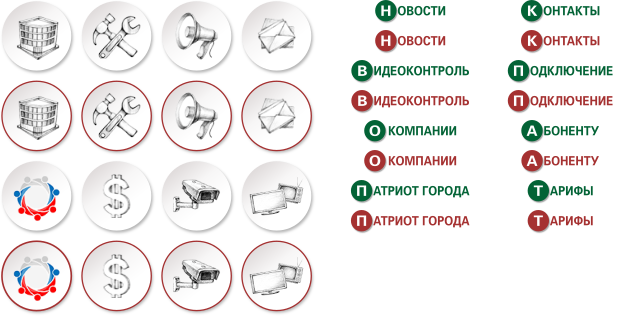 Новости
Контакты
Новости
Контакты
Видеоконтроль
Подключение
Видеоконтроль
Подключение
О компании
Абоненту
О компании
Абоненту
Патриот города
Тарифы
Патриот города
Тарифы